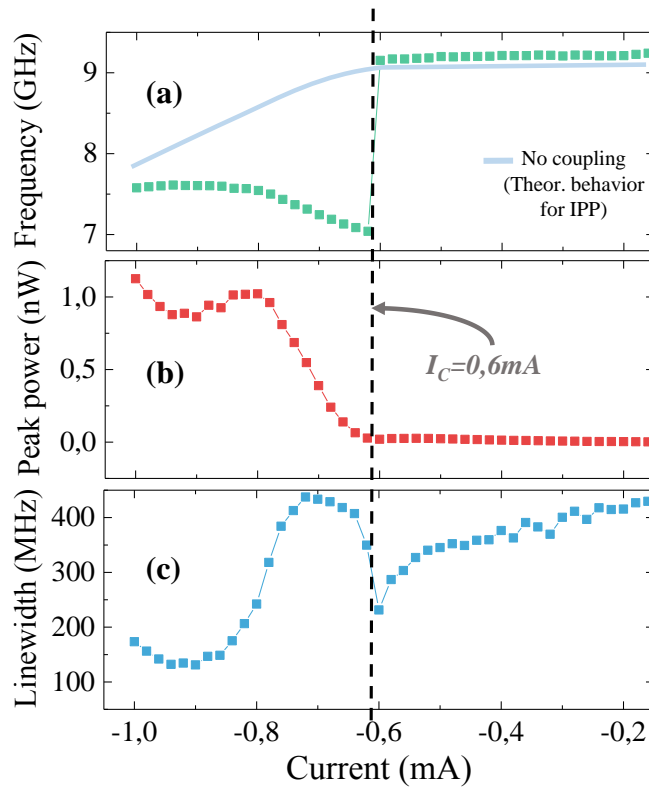 Frequency (GHz)
9
8
7
(a)
No coupling
(Theor. behavior
for IPP)
Peak power (nW)
1,0
0,5
0,0
(b)
I_C=0,6mA
Linewidth (MHz)
400
300
200
100
(c)
-1,0 -0,8 -0,6 -0,4 -0,2
Current (mA)